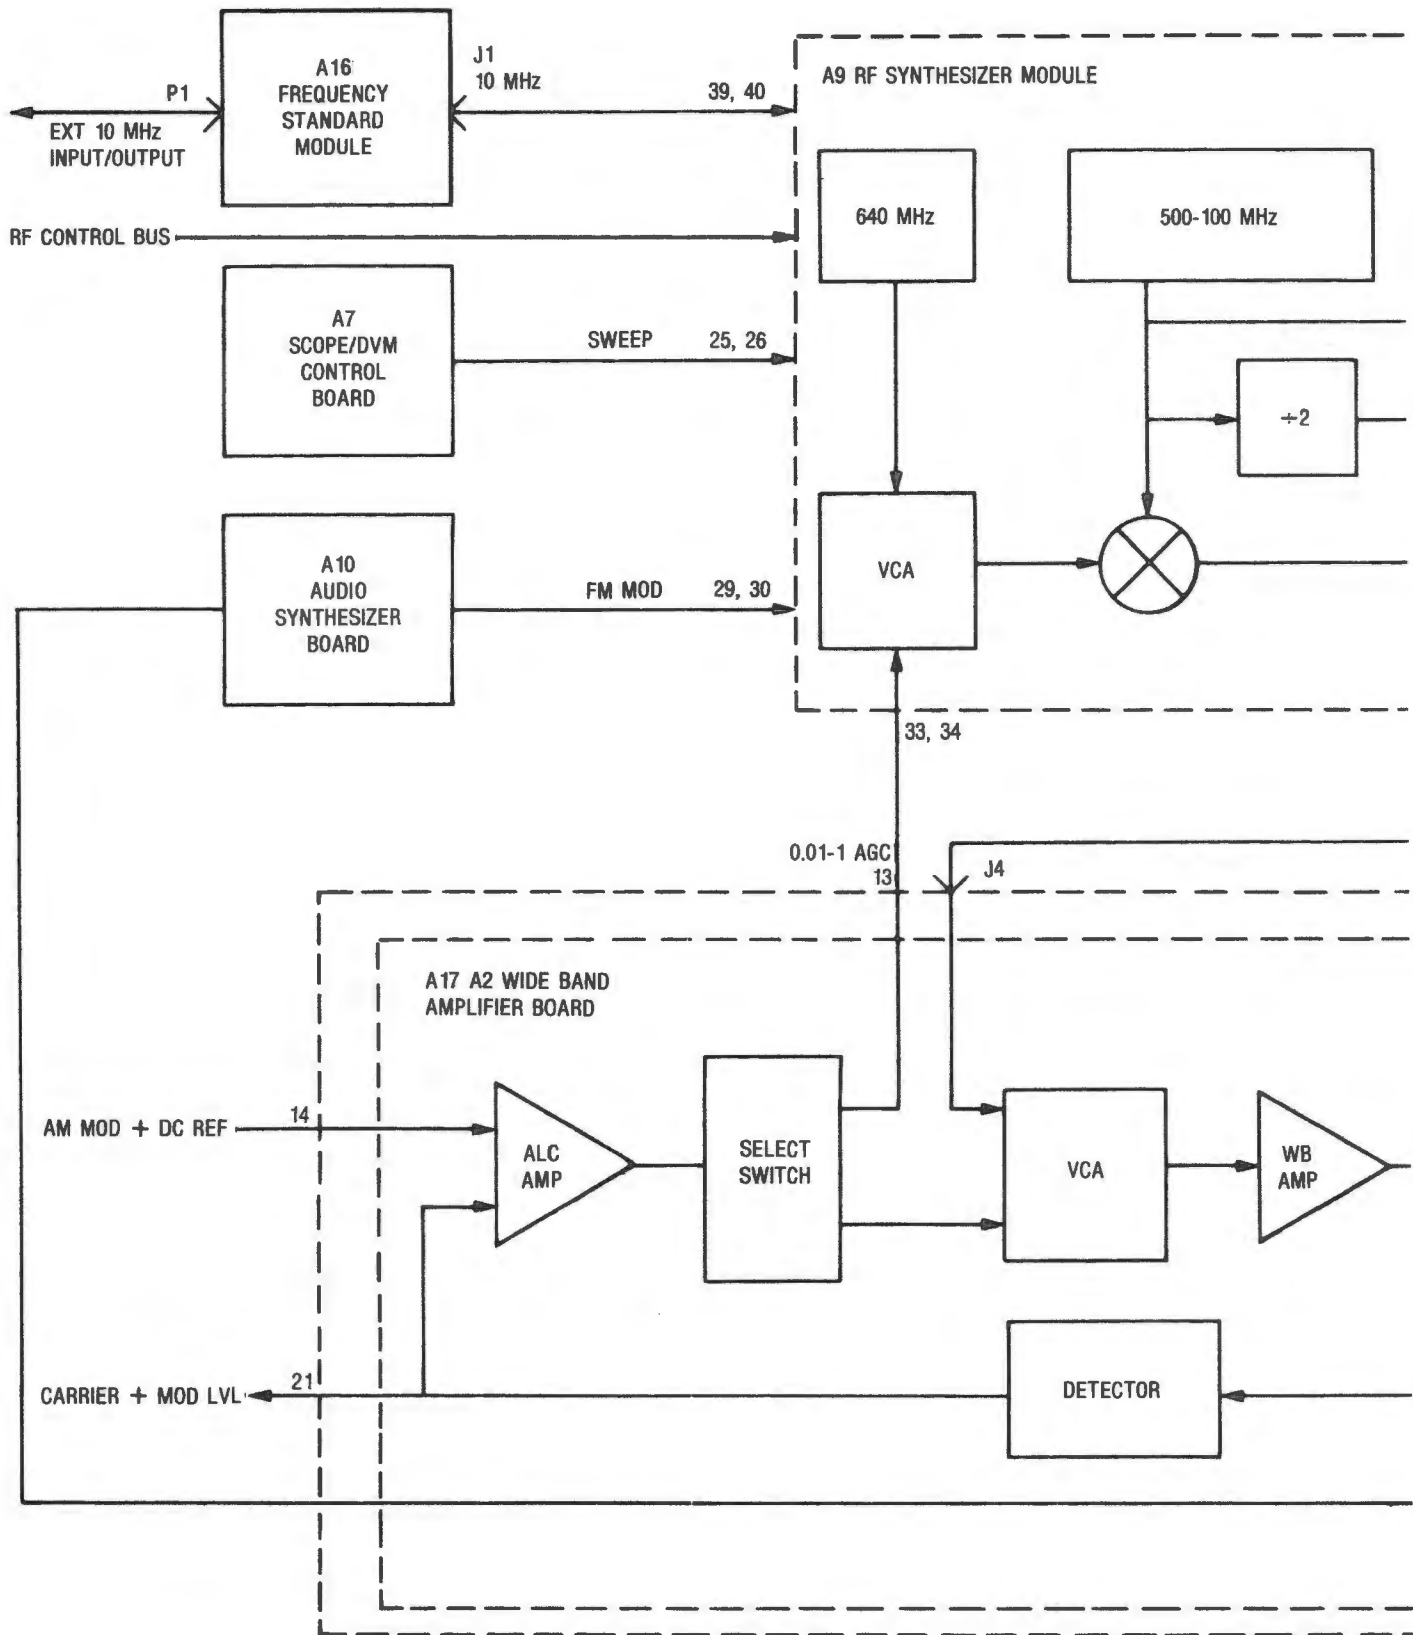 A16
FREQUENCY
STANDARD
MODULE
P1
EXT 10 MHz
INPUT/OUTPUT
J1
10 MHz
39, 40
A9 RF SYNTHESIZER MODULE
640 MHz
500-100 MHz
RF CONTROL BUS
A7
SCOPE/DVM
CONTROL
BOARD
SWEEP
25, 26
÷2
A10
AUDIO
SYNTHESIZER
BOARD
FM MOD
29, 30
VCA
33, 34
0.01-1 AGC
13
J4
A17 A2 WIDE BAND
AMPLIFIER BOARD
AM MOD + DC REF
14
ALC
AMP
SELECT
SWITCH
VCA
WB
AMP
CARRIER + MOD LVL
21
DETECTOR